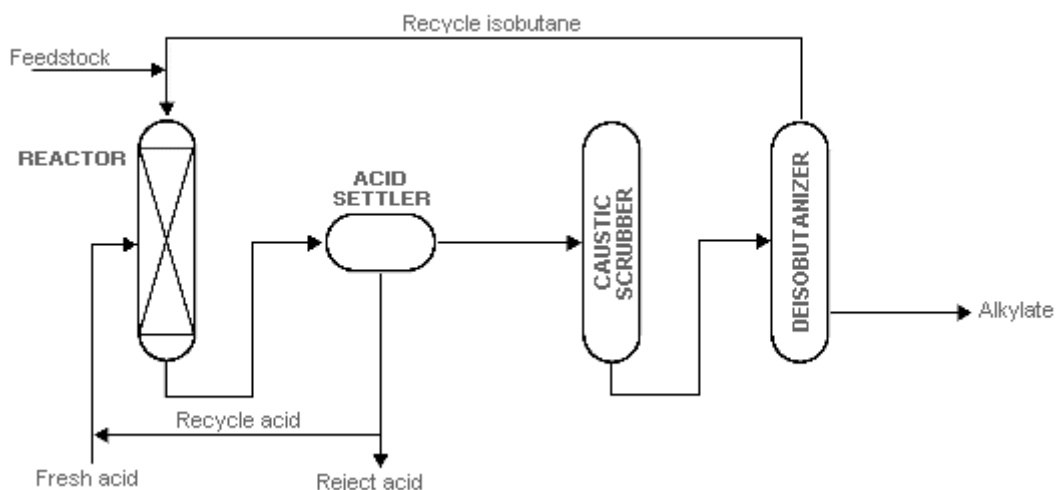 Recycle isobutane
Feedstock
REACTOR
ACID
SETTLER
CAUSTIC
SCRUBBER
DEISOBUTANIZER
Alkylate
Recycle acid
Fresh acid
Reject acid